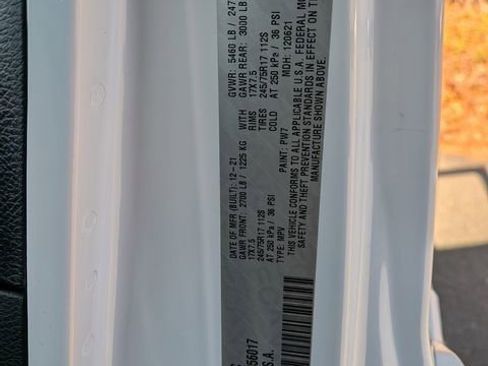 DATE OF MFR (BUILT): 12-21 GVWR: 5460 LB / 247
GAWR FRONT: 2700 LB / 1225 KG WITH GAWR REAR: 3000 LB
17X7.5 RIMS 17X7.5
245/75R17 112S TIRES 245/75R17 112S
AT 250 kPa / 36 PSI COLD AT 250 kPa / 36 PSI
TYPE: MPV PAINT: PW7 MDH: 120621
THIS VEHICLE CONFORMS TO ALL APPLICABLE U.S.A. FEDERAL MO
SAFETY AND THEFT PREVENTION STANDARDS IN EFFECT ON THE
MANUFACTURE SHOWN ABOVE.
56017
S.A.